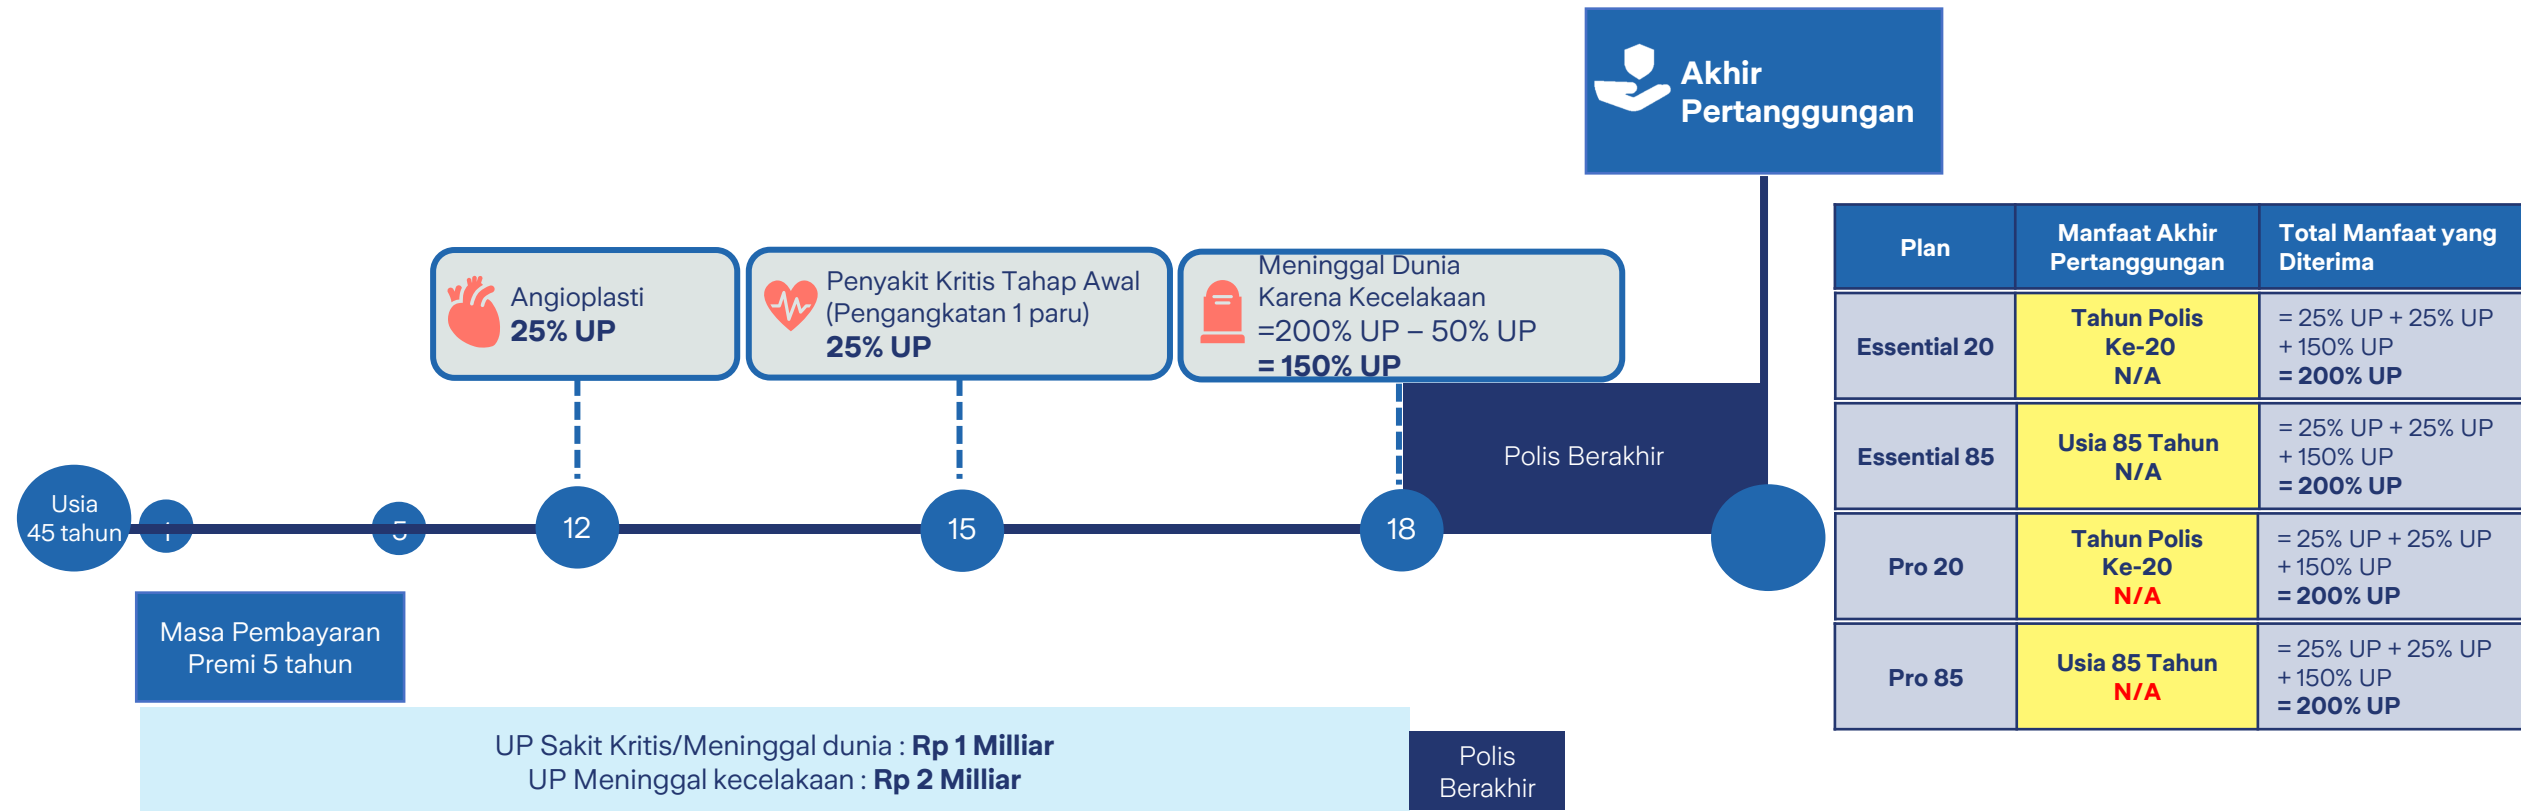 Akhir
Pertanggungan
Angioplasti
25% UP
Penyakit Kritis Tahap Awal
(Pengangkatan 1 paru)
25% UP
Meninggal Dunia
Karena Kecelakaan
=200% UP – 50% UP
= 150% UP
Polis Berakhir
Usia
45 tahun
1
5
12
15
18
Masa Pembayaran
Premi 5 tahun
UP Sakit Kritis/Meninggal dunia : Rp 1 Milliar
UP Meninggal kecelakaan : Rp 2 Milliar
Polis
Berakhir
Plan
Manfaat Akhir
Pertanggungan
Total Manfaat yang
Diterima
Essential 20
Tahun Polis
Ke-20
N/A
= 25% UP + 25% UP
+ 150% UP
= 200% UP
Essential 85
Usia 85 Tahun
N/A
= 25% UP + 25% UP
+ 150% UP
= 200% UP
Pro 20
Tahun Polis
Ke-20
N/A
= 25% UP + 25% UP
+ 150% UP
= 200% UP
Pro 85
Usia 85 Tahun
N/A
= 25% UP + 25% UP
+ 150% UP
= 200% UP